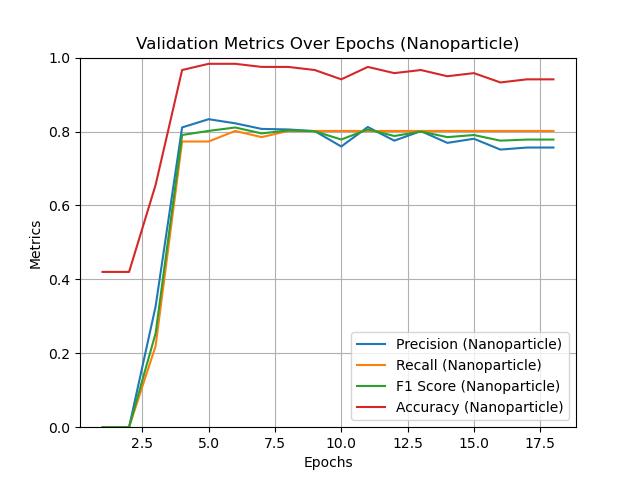 Validation Metrics Over Epochs (Nanoparticle)
1.0
0.8
0.6
0.4
0.2
0.0
Metrics
2.5 5.0 7.5 10.0 12.5 15.0 17.5
Epochs
Precision (Nanoparticle)
Recall (Nanoparticle)
F1 Score (Nanoparticle)
Accuracy (Nanoparticle)